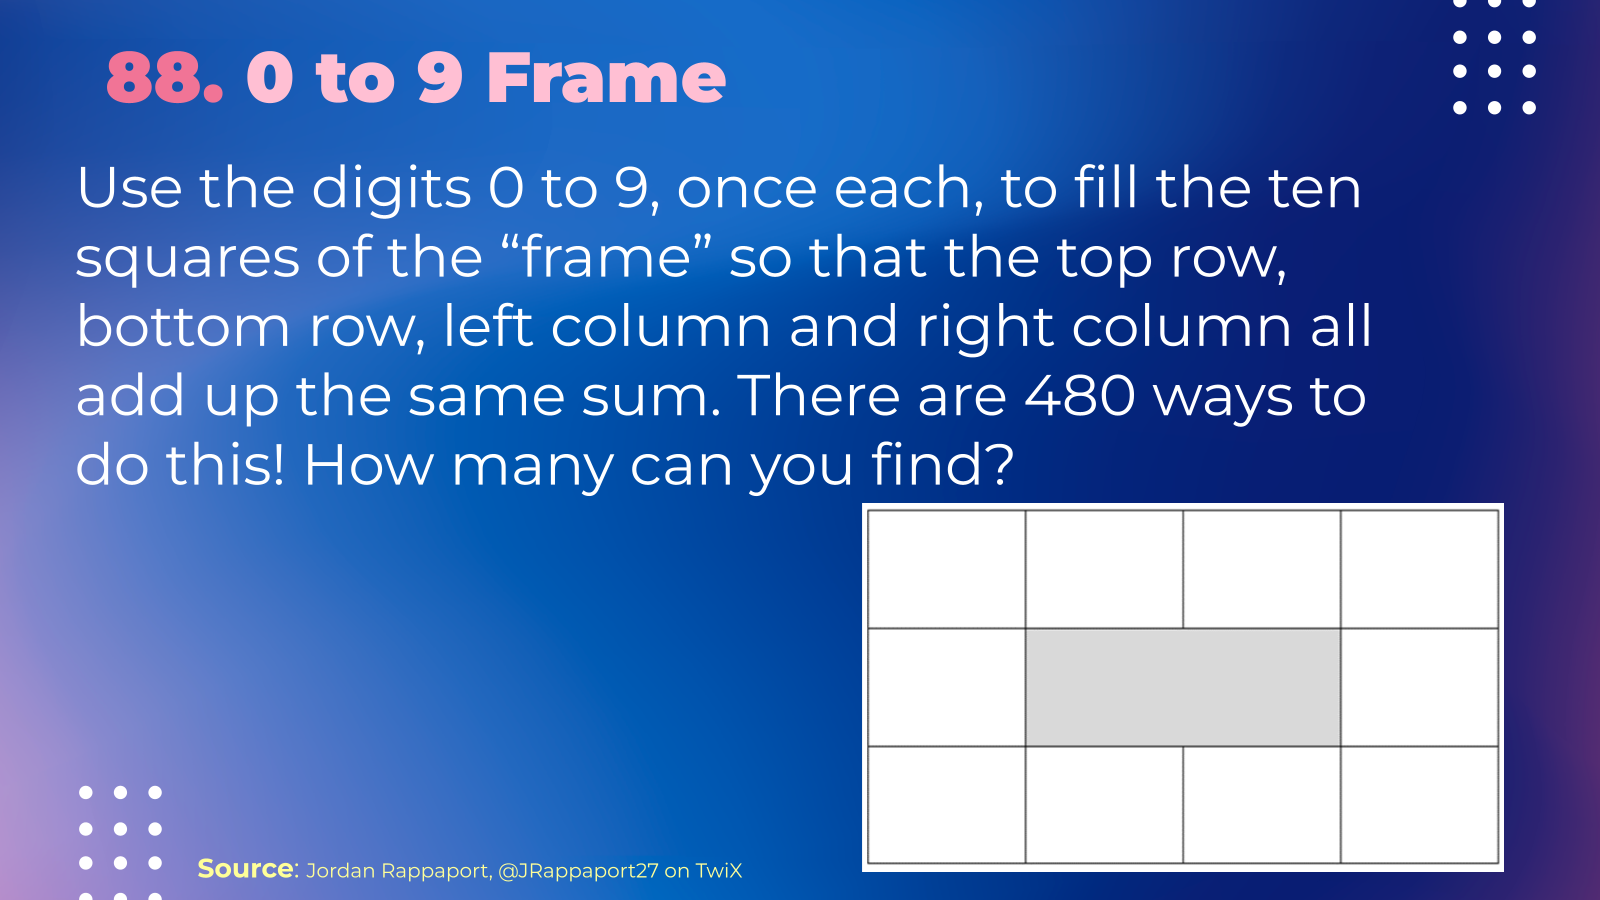 88. 0 to 9 Frame
Use the digits 0 to 9, once each, to fill the ten
squares of the “frame” so that the top row,
bottom row, left column and right column all
add up the same sum. There are 480 ways to
do this! How many can you find?
Source: Jordan Rappaport, @JRappaport27 on TwiX